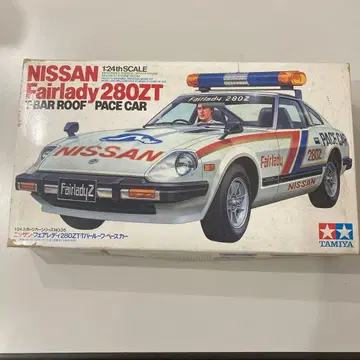 NISSAN
1:24th SCALE
Fairlady 280ZT
T-BAR ROOF PACE CAR
Fairlady 280Z
NISSAN
Fairlady
280Z
PACE CAR
NISSAN
Fairlady Z
ニッサン・フェアレディ280ZT・Tバールーフ・ペースカー
TAMIYA